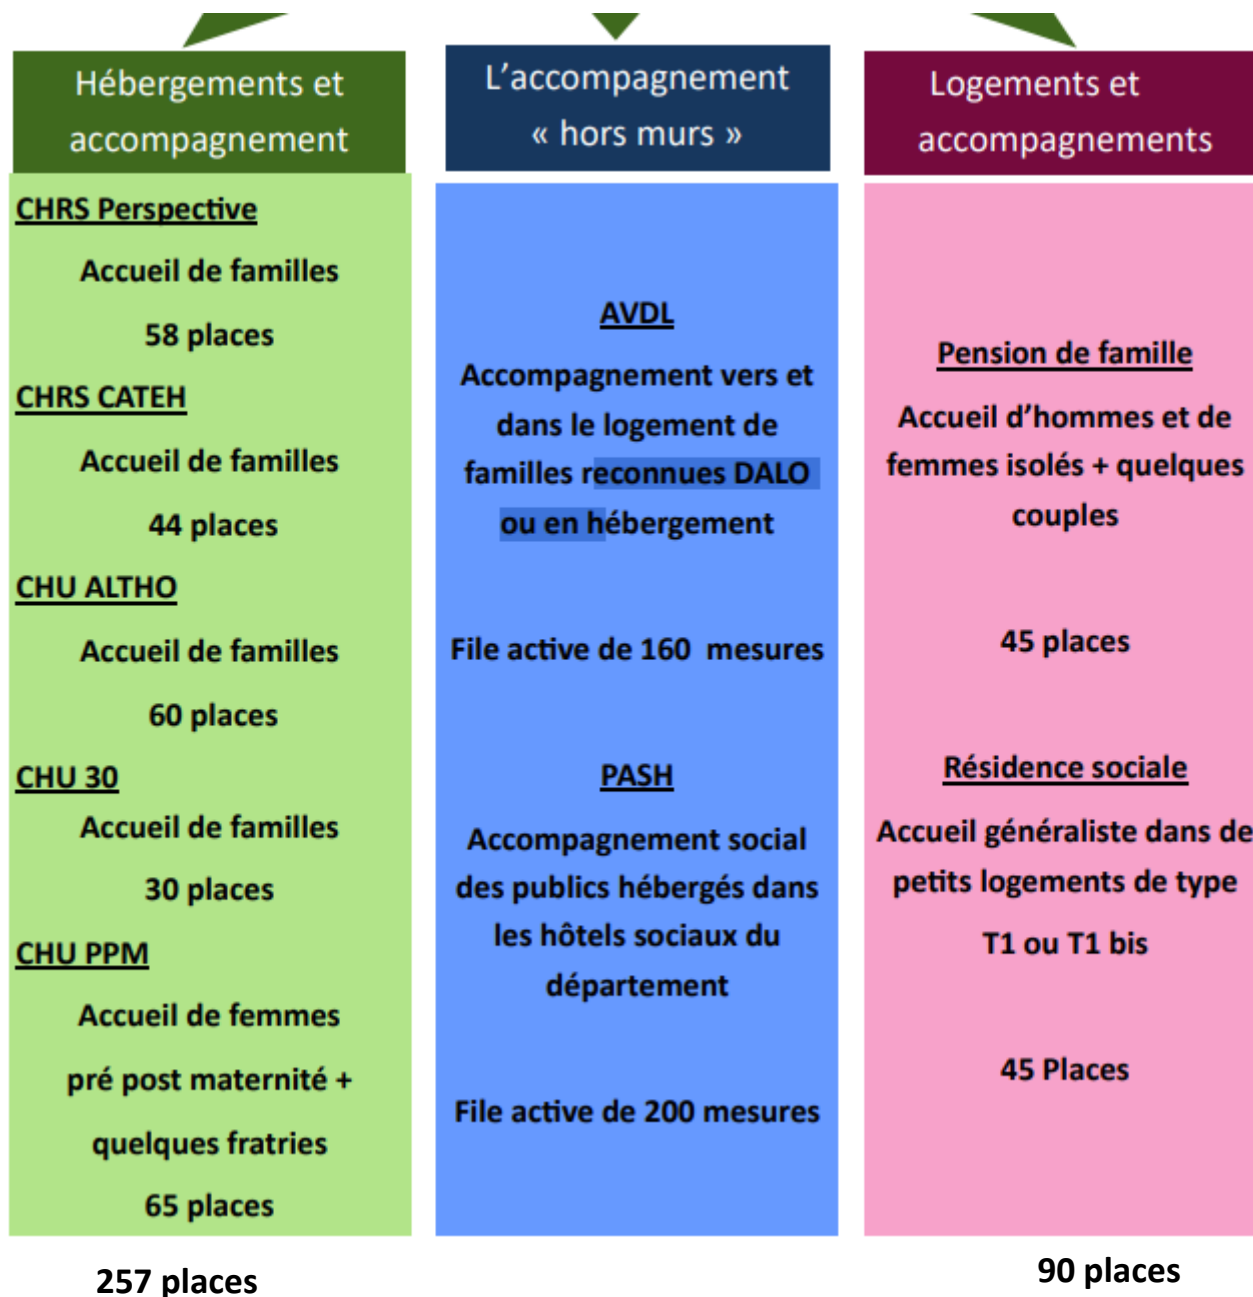 Hébergements et
accompagnement
CHRS Perspective
Accueil de familles
58 places
CHRS CATEH
Accueil de familles
44 places
CHU ALTHO
Accueil de familles
60 places
CHU 30
Accueil de familles
30 places
CHU PPM
Accueil de femmes
pré post maternité +
quelques fratries
65 places
257 places
L’accompagnement
« hors murs »
AVDL
Accompagnement vers et
dans le logement de
familles reconnues DALO
ou en hébergement
File active de 160 mesures
PASH
Accompagnement social
des publics hébergés dans
les hôtels sociaux du
département
File active de 200 mesures
Logements et
accompagnements
Pension de famille
Accueil d’hommes et de
femmes isolés + quelques
couples
45 places
Résidence sociale
Accueil généraliste dans de
petits logements de type
T1 ou T1 bis
45 Places
90 places